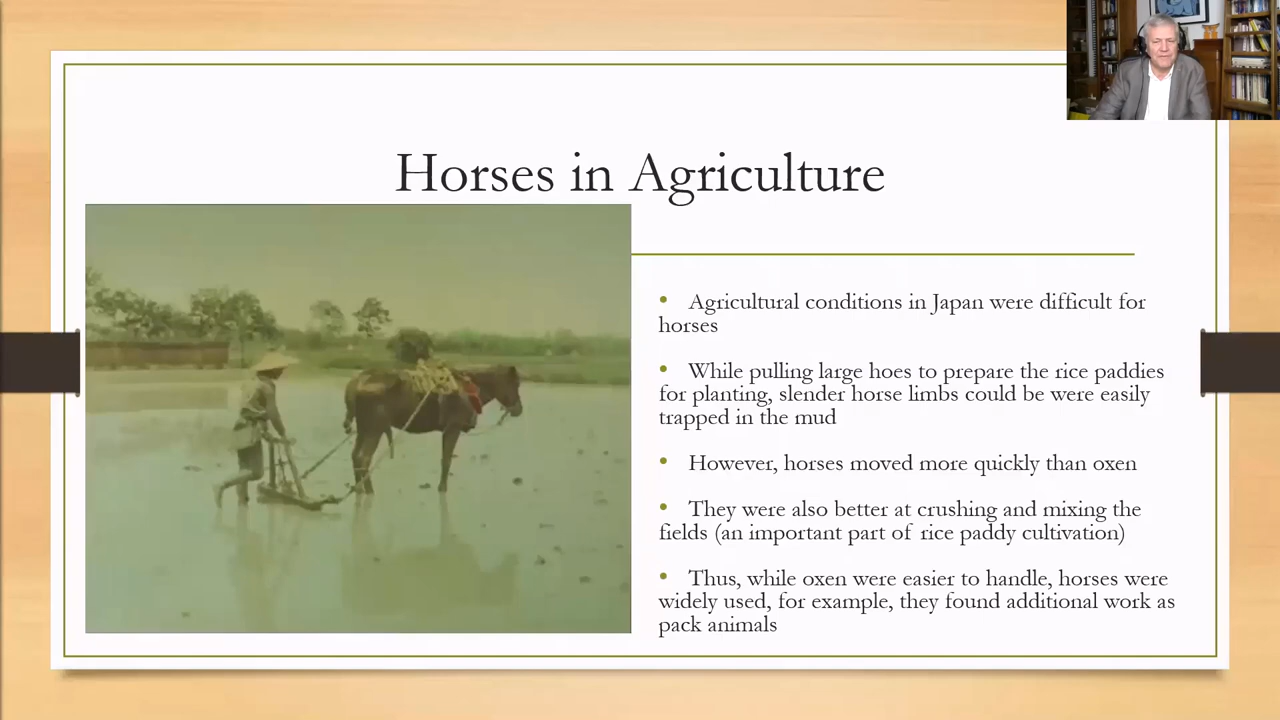 Horses in Agriculture
• Agricultural conditions in Japan were difficult for
horses
• While pulling large hoes to prepare the rice paddies
for planting, slender horse limbs could be were easily
trapped in the mud
• However, horses moved more quickly than oxen
• They were also better at crushing and mixing the
fields (an important part of rice paddy cultivation)
• Thus, while oxen were easier to handle, horses were
widely used, for example, they found additional work as
pack animals